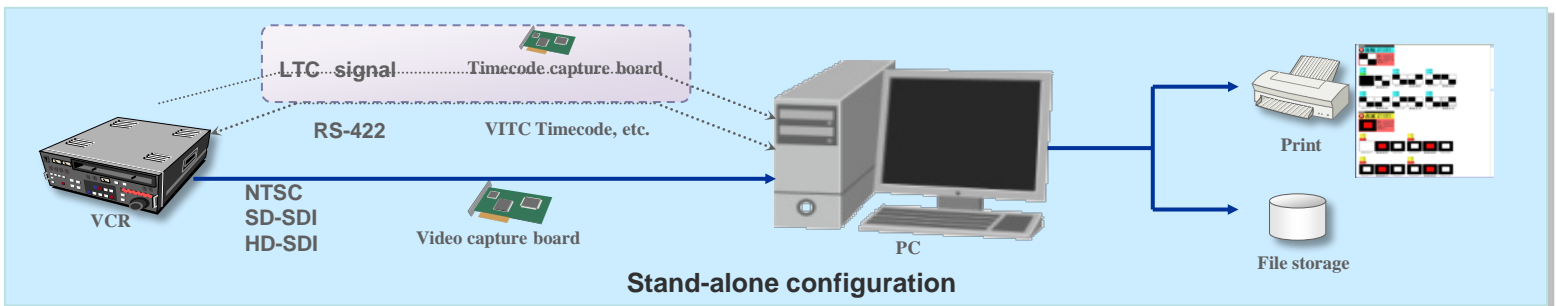 LTC signal
Timecode capture board
RS-422
VITC Timecode, etc.
VCR
NTSC
SD-SDI
HD-SDI
Video capture board
PC
Print
File storage
Stand-alone configuration